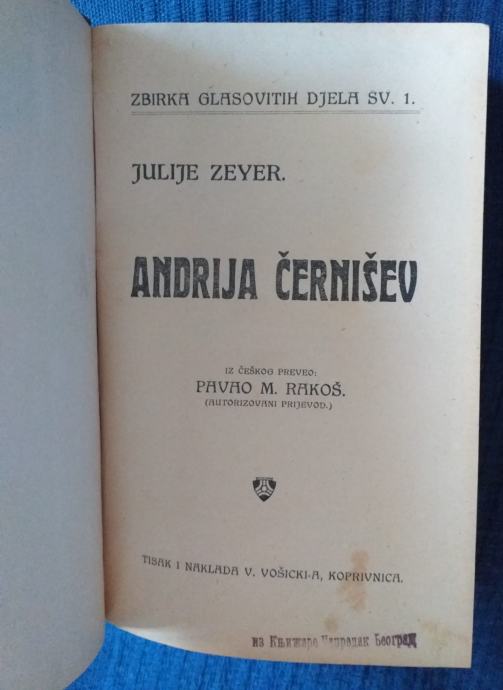 ZBIRKA GLASOVITIH DJELA SV. 1.
JULIJE ZEYER.
ANDRIJA ČERNIŠEV
IZ ČEŠKOG PREVEO:
PAVAO M. RAKOŠ.
(AUTORIZOVANI PRIJEVOD.)
TISAK I NAKLADA V. VOŠICKI-A, KOPRIVNICA.
из Књижаре Напредак Београд